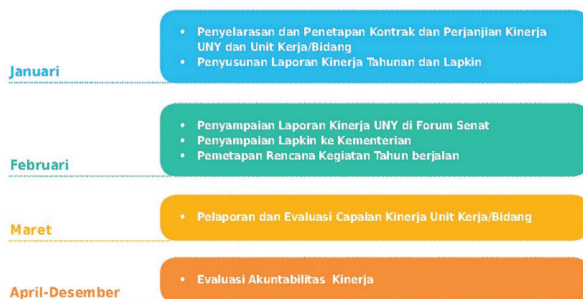 Januari
• Penyelarasan dan Penetapan Kontrak dan Perjanjian Kinerja
UNY dan Unit Kerja/Bidang
• Penyusunan Laporan Kinerja Tahunan dan Lapkin
Februari
• Penyampaian Laporan Kinerja UNY di Forum Senat
• Penyampaian Lapkin ke Kementerian
• Pemetapan Rencana Kegiatan Tahun berjalan
Maret
• Pelaporan dan Evaluasi Capaian Kinerja Unit Kerja/Bidang
April-Desember
• Evaluasi Akuntabilitas Kinerja